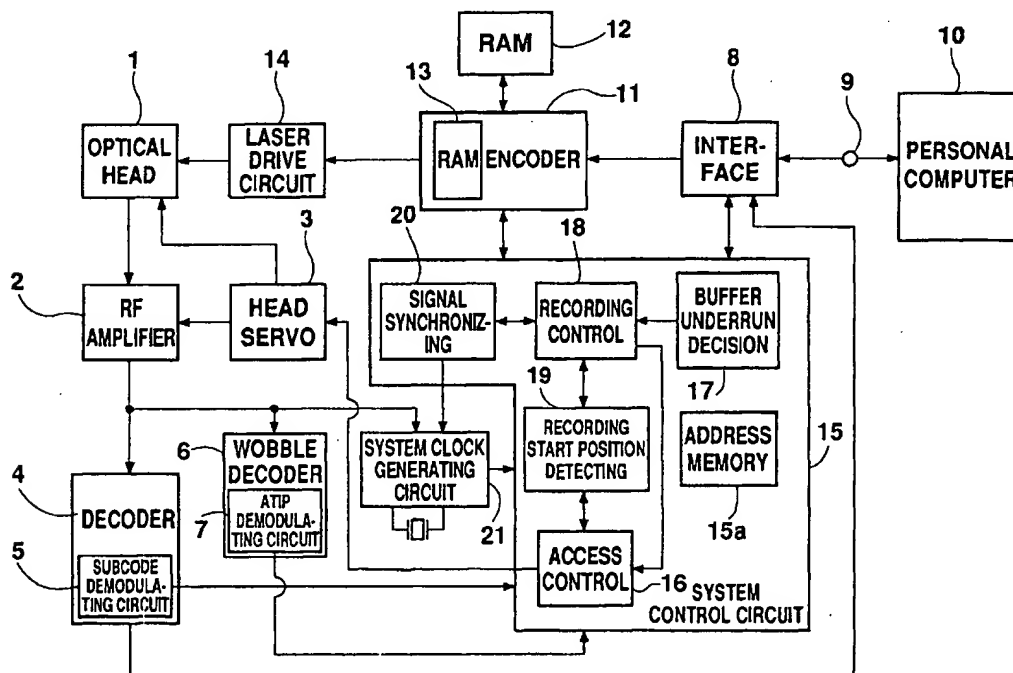 RAM
12
1
14
13
11
8
9
10
OPTICAL
HEAD
LASER
DRIVE
CIRCUIT
RAM
ENCODER
INTER-
FACE
PERSONAL
COMPUTER
20
18
3
2
RF
AMPLIFIER
HEAD
SERVO
SIGNAL
SYNCHRONIZ-
ING
RECORDING
CONTROL
BUFFER
UNDERRUN
DECISION
17
19
RECORDING
START POSITION
DETECTING
ADDRESS
MEMORY
15
15a
6
WOBBLE
DECODER
ATIP
DEMODULA-
TING CIRCUIT
7
SYSTEM CLOCK
GENERATING
CIRCUIT
21
4
DECODER
5
SUBCODE
DEMODULA-
TING CIRCUIT
ACCESS
CONTROL
16
SYSTEM
CONTROL CIRCUIT